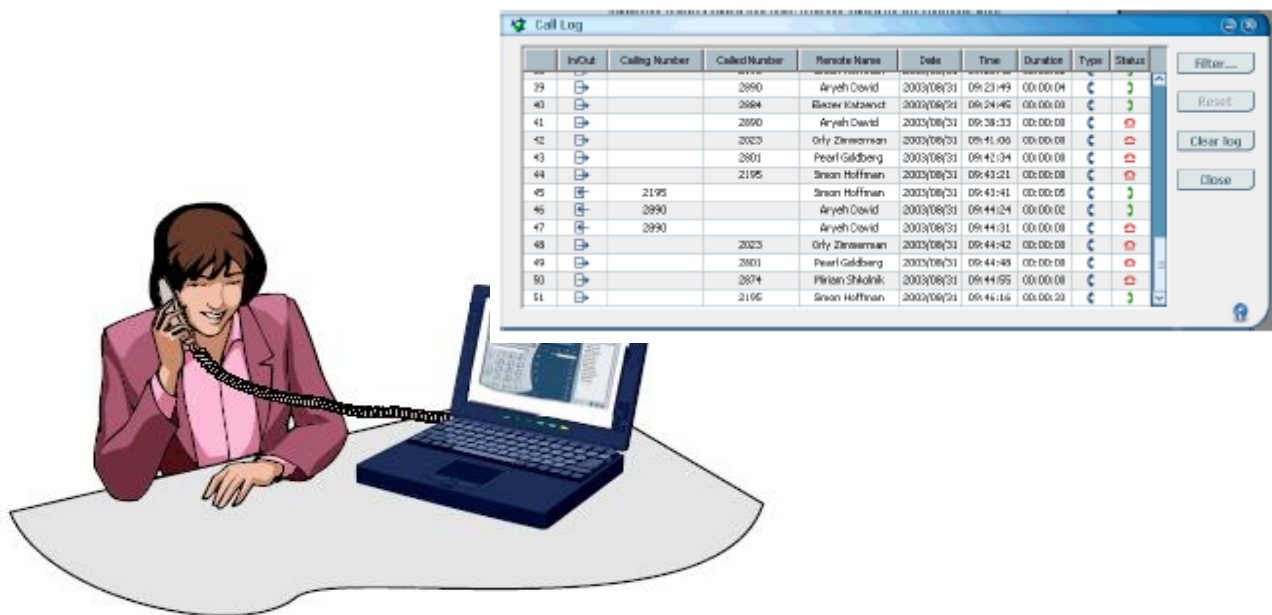 Call Log
In/Out Calling Number Called Number Remote Name Date Time Duration Type Status
39 2890 Aryeh David 2003/08/31 09:23:49 00:00:04
40 2884 Eliezer Katzenst 2003/08/31 09:24:45 00:00:03
41 2890 Aryeh David 2003/08/31 09:38:33 00:00:00
42 2023 Orly Zimmerman 2003/08/31 09:41:06 00:00:00
43 2801 Pearl Goldberg 2003/08/31 09:42:34 00:00:00
44 2195 Simon Hoffman 2003/08/31 09:43:21 00:00:00
45 2195 Simon Hoffman 2003/08/31 09:43:41 00:00:05
46 2890 Aryeh David 2003/08/31 09:44:24 00:00:02
47 2890 Aryeh David 2003/08/31 09:44:31 00:00:00
48 2023 Orly Zimmerman 2003/08/31 09:44:42 00:00:00
49 2801 Pearl Goldberg 2003/08/31 09:44:48 00:00:00
50 2874 Miriam Shkolnik 2003/08/31 09:44:55 00:00:00
51 2195 Simon Hoffman 2003/08/31 09:46:16 00:00:33
Filter...
Reset
Clear log
Close